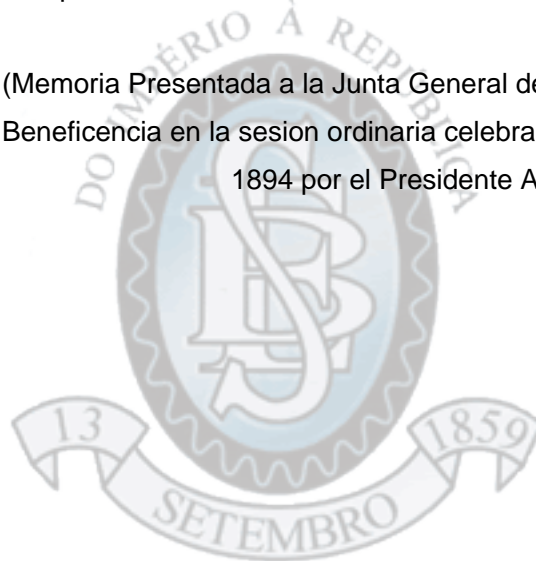 DO IMPÉRIO À REPÚBLICA
(Memoria Presentada a la Junta General de
Beneficencia en la sesion ordinaria celebra
1894 por el Presidente A
SBE
13 SETEMBRO 1859